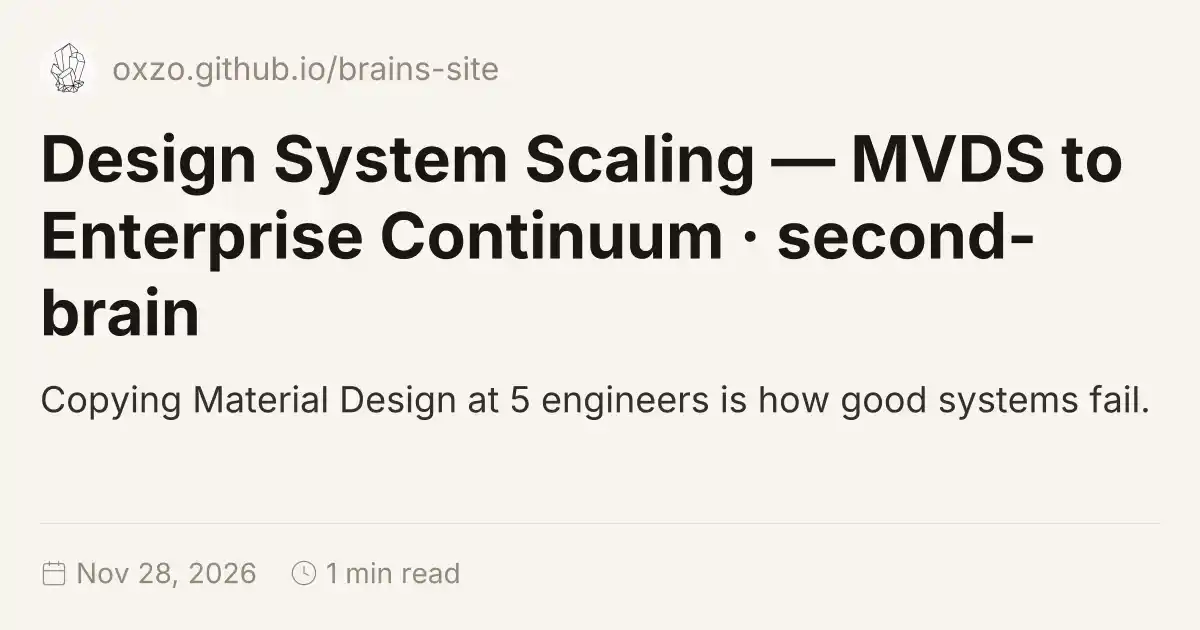 oxzo.github.io/brains-site
Design System Scaling — MVDS to
Enterprise Continuum · second-
brain
Copying Material Design at 5 engineers is how good systems fail.
Nov 28, 2026 1 min read